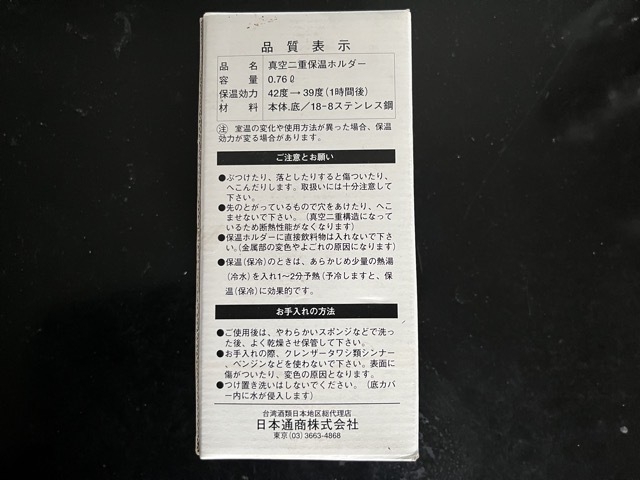 品質表示
品名 真空二重保温ホルダー
容量 0.76ℓ
保温効力 42度→39度(1時間後)
材料 本体、底/18-8ステンレス鋼
注 室温の変化や使用方法が異った場合、保温
効力が変る場合があります。
ご注意とお願い
●ぶつけたり、落としたりすると傷ついたり、
へこんだりします。取扱いには十分注意して
下さい。
●先のとがっているもので穴をあけたり、へこ
ませないで下さい。(真空二重構造になって
いるため断熱性能がなくなります)
●保温ホルダーに直接飲料物は入れないで下さ
い。(金属部の変色やよごれの原因になります)
●保温(保冷)のときは、あらかじめ少量の熱湯
(冷水)を入れ1~2分予熱(予冷しますと、保
温(保冷)に効果的です。
お手入れの方法
●ご使用後は、やわらかいスポンジなどで洗っ
た後、よく乾燥させ保管して下さい。
●お手入れの際、クレンザータワシ類シンナー
、ベンジンなどを使わないで下さい。表面に
傷がついたり、変色の原因となります。
●つけ置き洗いはしないでください。(底カバ
ー内に水が侵入します)
台湾酒類日本地区総代理店
日本通商株式会社
東京(03)3663-4868